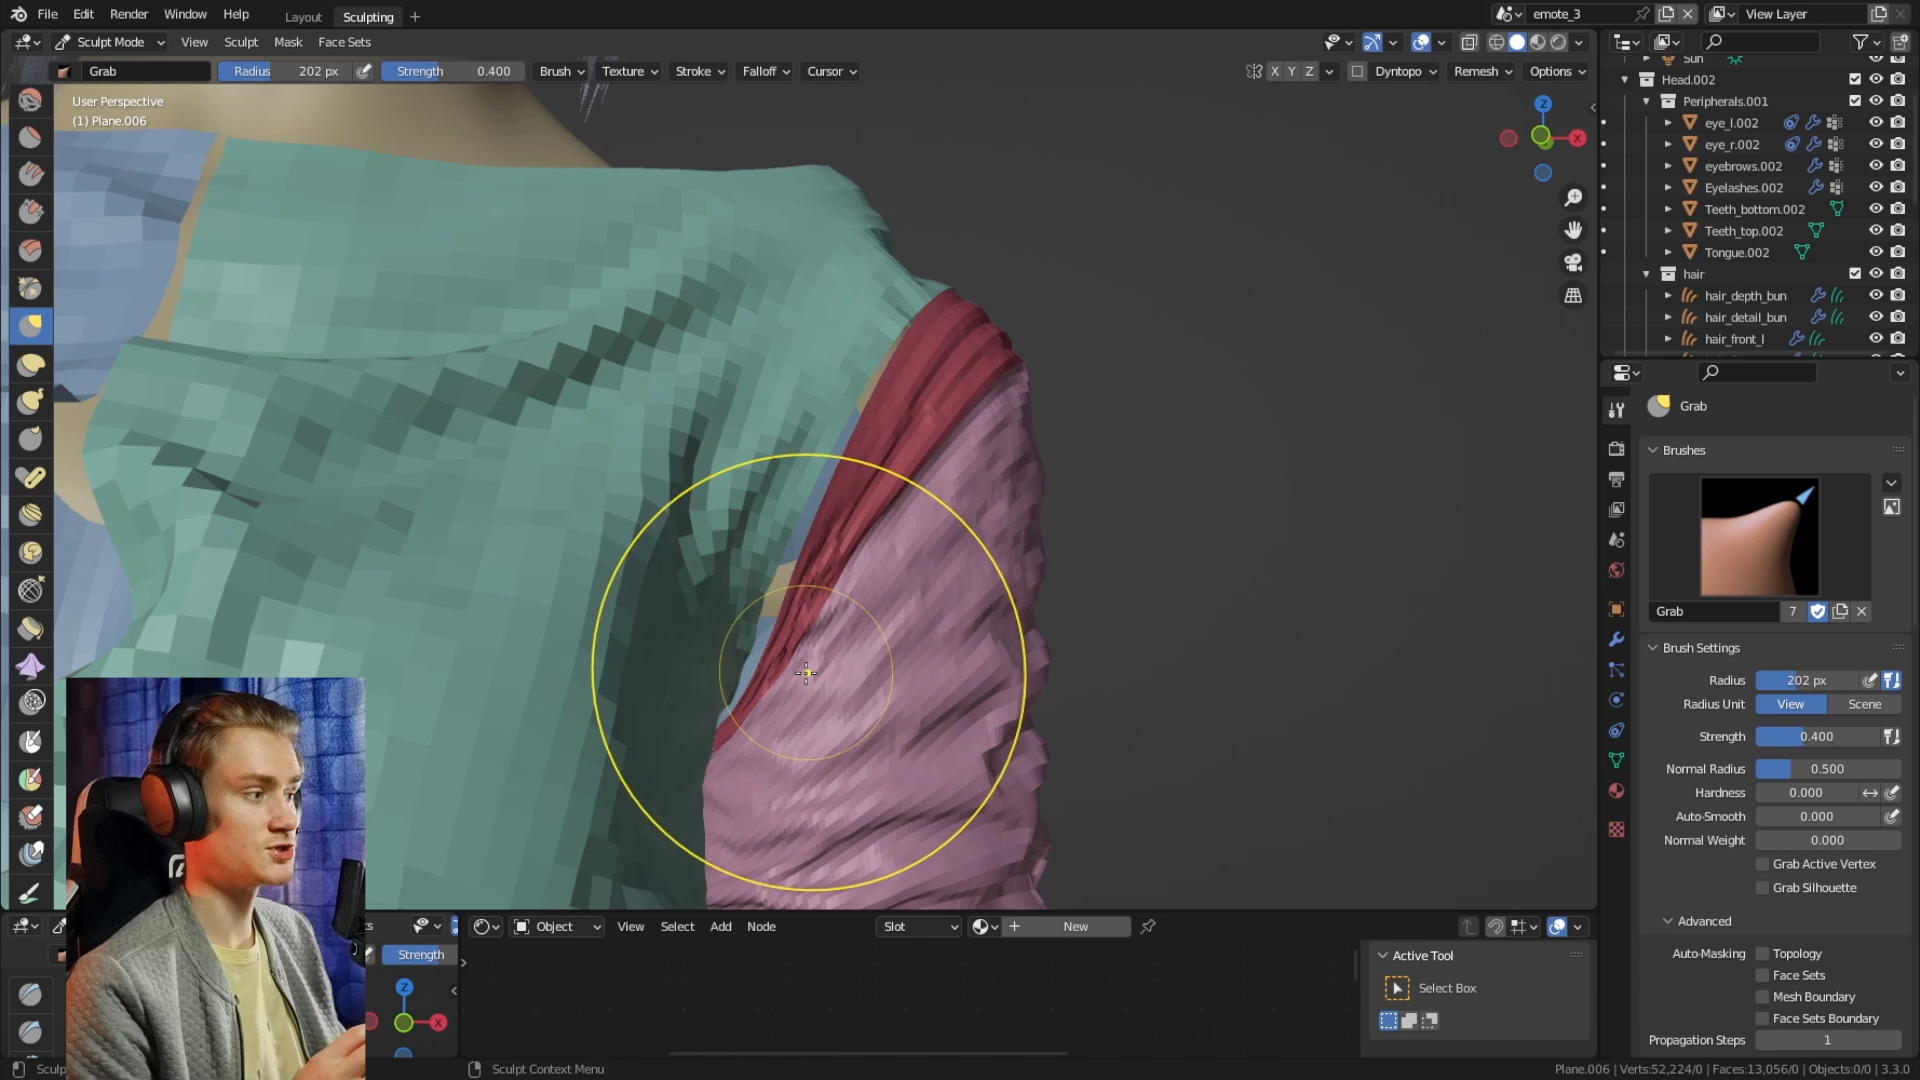 File Edit Render Window Help Layout Sculpting + emote_3 View Layer
Sculpt Mode View Sculpt Mask Face Sets
Grab Radius 202 px Strength 0.400 Brush Texture Stroke Falloff Cursor X Y Z Dyntopo Remesh Options
User Perspective
(1) Plane.006
Z
X
Sun
Head.002
Peripherals.001
eye_l.002
eye_r.002
eyebrows.002
Eyelashes.002
Teeth_bottom.002
Teeth_top.002
Tongue.002
hair
hair_depth_bun
hair_detail_bun
hair_front_l
Grab
Brushes
Grab 7
Brush Settings
Radius 202 px
Radius Unit View Scene
Strength 0.400
Normal Radius 0.500
Hardness 0.000
Auto-Smooth 0.000
Normal Weight 0.000
Grab Active Vertex
Grab Silhouette
Advanced
Auto-Masking Topology
Face Sets
Mesh Boundary
Face Sets Boundary
Propagation Steps 1
Object View Select Add Node Slot New
Strength
Z
X
Active Tool
Select Box
Sculpt Context Menu
Plane.006 | Verts:52,224/0 | Faces:13,056/0 | Objects:0/0 | 3.3.0